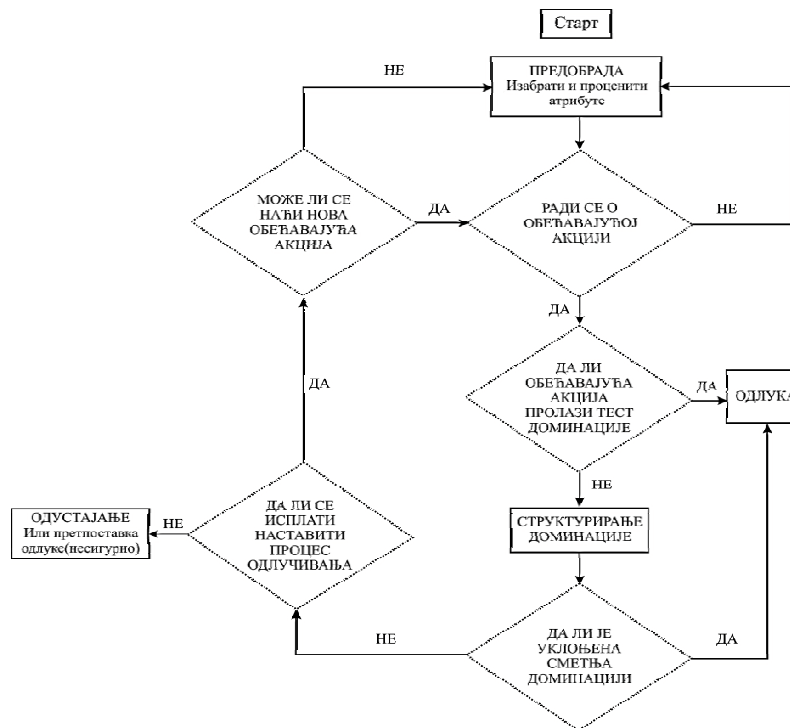 Старт
НЕ
ПРЕДОБРАДА
Изабрати и проценити
атрибуте
МОЖЕ ЛИ СЕ
НАЋИ НОВА
ОБЕЋАВАЈУЋА
АКЦИЈА
ДА
РАДИ СЕ О
ОБЕЋАВАЈУЋОЈ
АКЦИЈИ
НЕ
ДА
ДА ЛИ
ОБЕЋАВАЈУЋА
АКЦИЈА
ПРОЛАЗИ ТЕСТ
ДОМИНАЦИЈЕ
ДА
ОДЛУКА
ДА
НЕ
ДА ЛИ СЕ
ИСПЛАТИ
НАСТАВИТИ
ПРОЦЕС
ОДЛУЧИВАЊА
НЕ
ОДУСТАЈАЊЕ
Или претпоставка
одлуке(несигурно)
СТРУКТУРИРАЊЕ
ДОМИНАЦИЈЕ
НЕ
ДА ЛИ ЈЕ
УКЛОЊЕНА
СМЕТЊА
ДОМИНАЦИЈИ
ДА